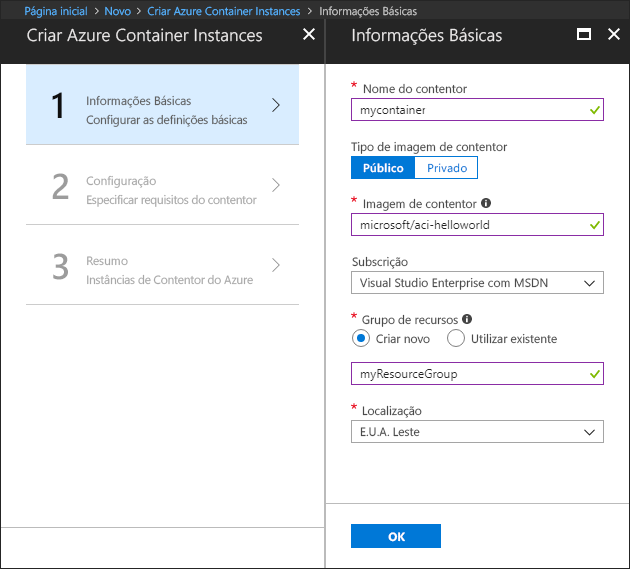 Página inicial > Novo > Criar Azure Container Instances > Informações Básicas
Criar Azure Container Instances
1
Informações Básicas
Configurar as definições básicas
2
Configuração
Especificar requisitos do contentor
3
Resumo
Instâncias de Contentor do Azure
Informações Básicas
* Nome do contentor
mycontainer
Tipo de imagem de contentor
Público Privado
* Imagem de contentor
microsoft/aci-helloworld
Subscrição
Visual Studio Enterprise com MSDN
* Grupo de recursos
Criar novo Utilizar existente
myResourceGroup
* Localização
E.U.A. Leste
OK